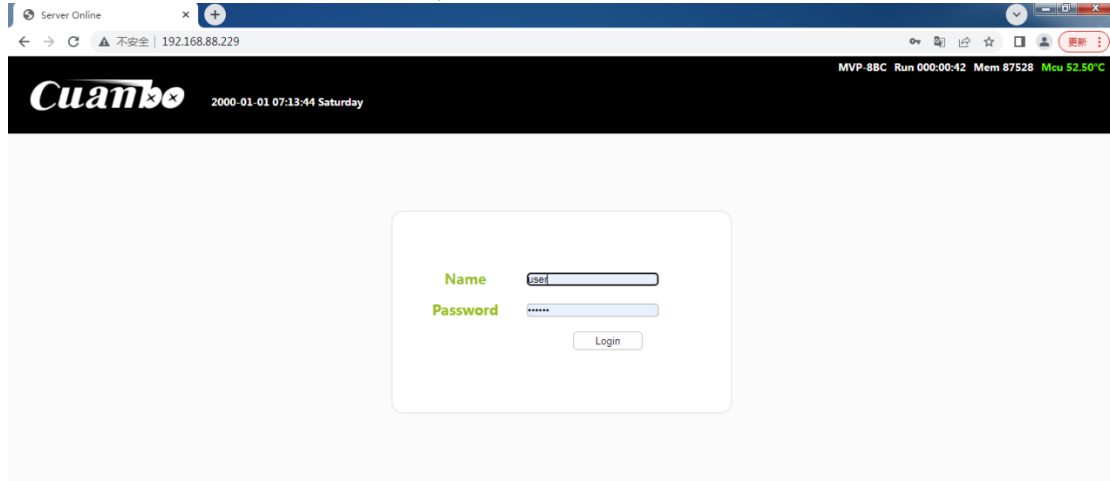 Server Online
不安全 192.168.88.229
更新
MVP-8BC Run 000:00:42 Mem 87528 Mcu 52.50°C
Cuanbo 2000-01-01 07:13:44 Saturday
Name user
Password ••••••
Login